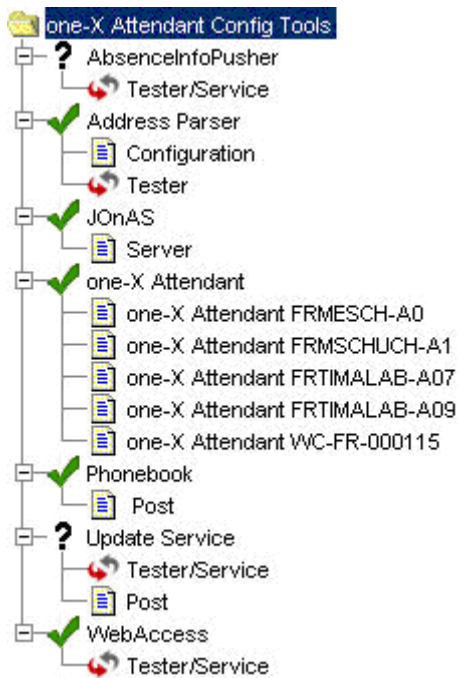 one-X Attendant Config Tools
? AbsenceInfoPusher
Tester/Service
Address Parser
Configuration
Tester
JOnAS
Server
one-X Attendant
one-X Attendant FRMESCH-A0
one-X Attendant FRMSCHUCH-A1
one-X Attendant FRTIMALAB-A07
one-X Attendant FRTIMALAB-A09
one-X Attendant WC-FR-000115
Phonebook
Post
? Update Service
Tester/Service
Post
WebAccess
Tester/Service